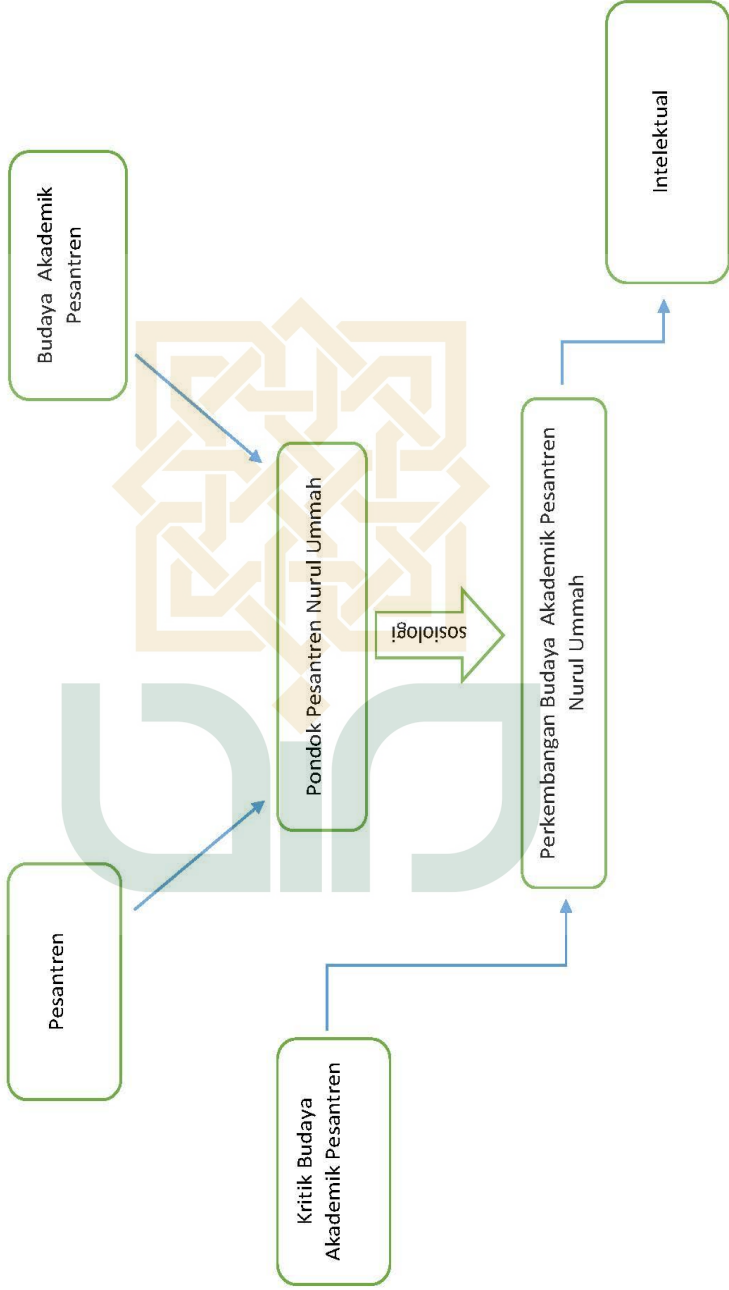 Pesantren
Budaya Akademik
Pesantren
Pondok Pesantren Nurul Ummah
sosiologi
Kritik Budaya
Akademik Pesantren
Perkembangan Budaya Akademik Pesantren
Nurul Ummah
Intelektual